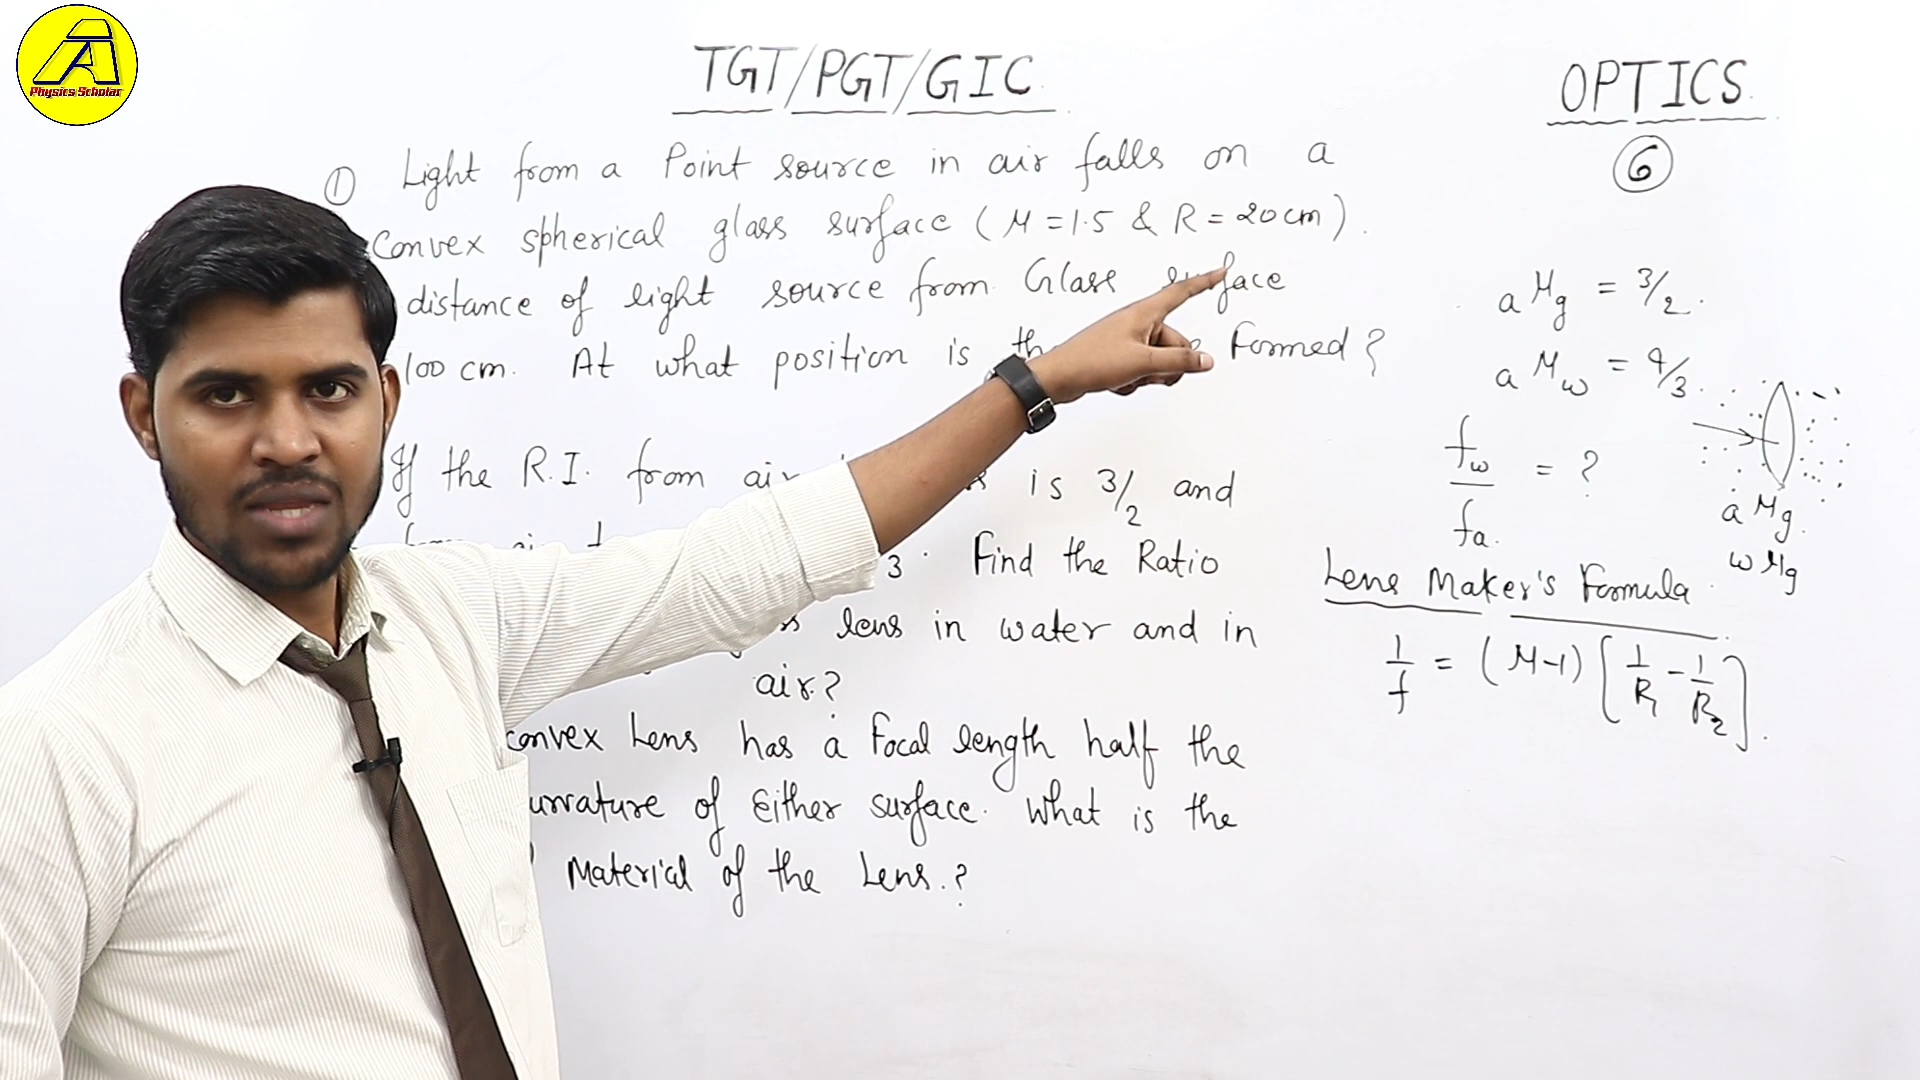 A
Physics Scholar
TGT/PGT/GIC
① Light from a Point source in air falls on a
convex spherical glass surface (μ = 1.5 & R = 20 cm).
distance of light source from Glass surface
100 cm. At what position is the formed?
If the R.I. from air is 3/2 and
3. Find the Ratio
lens in water and in
air.?
convex Lens has a focal length half the
of Either surface. What is the
Material of the Lens.?
OPTICS
⑥
aμg = 3/2.
aμw = 4/3.
fw/fa = ?
aμg.
wμg
Lens Maker's Formula
1/f = (μ-1) [1/R1 - 1/R2].